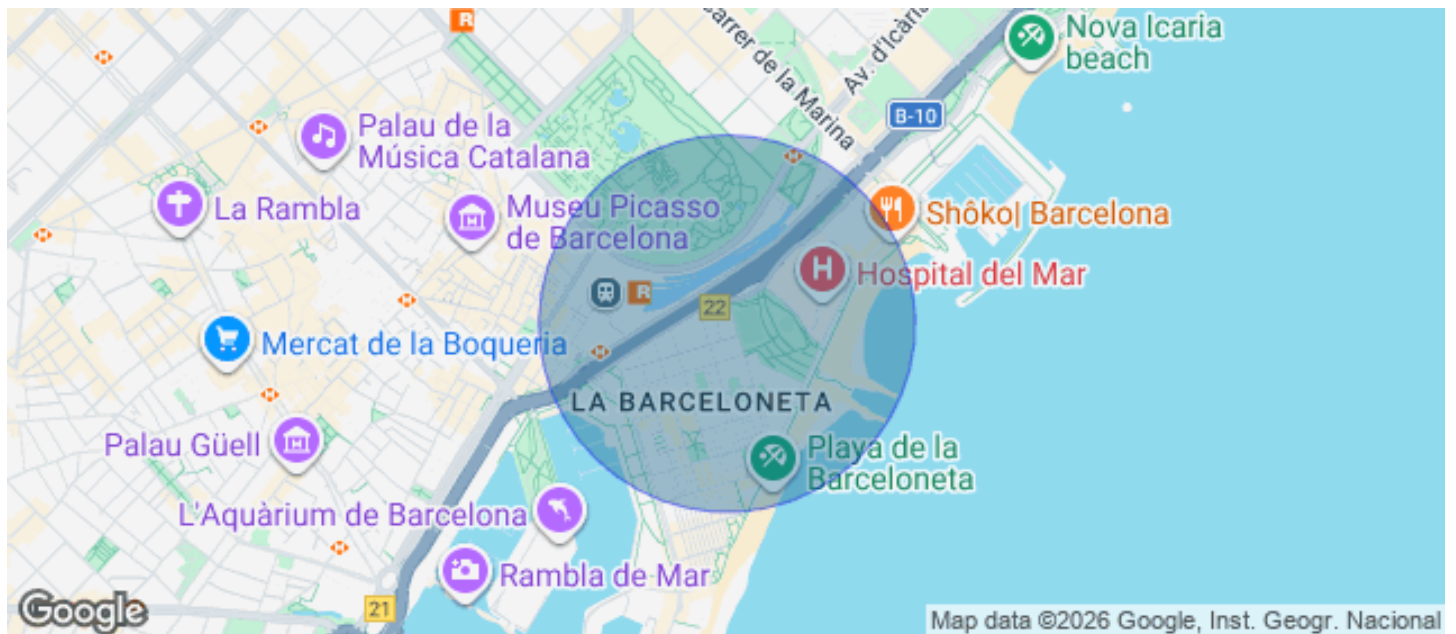 Nova Icaria
beach
Carrer de la Marina
Av. d'Icària
B-10
R
Palau de la
Música Catalana
La Rambla
Museu Picasso
de Barcelona
Shôko| Barcelona
H
Hospital del Mar
R
22
Mercat de la Boqueria
LA BARCELONETA
Palau Güell
Playa de la
Barceloneta
L'Aquàrium de Barcelona
Rambla de Mar
21
Google
Map data ©2026 Google, Inst. Geogr. Nacional